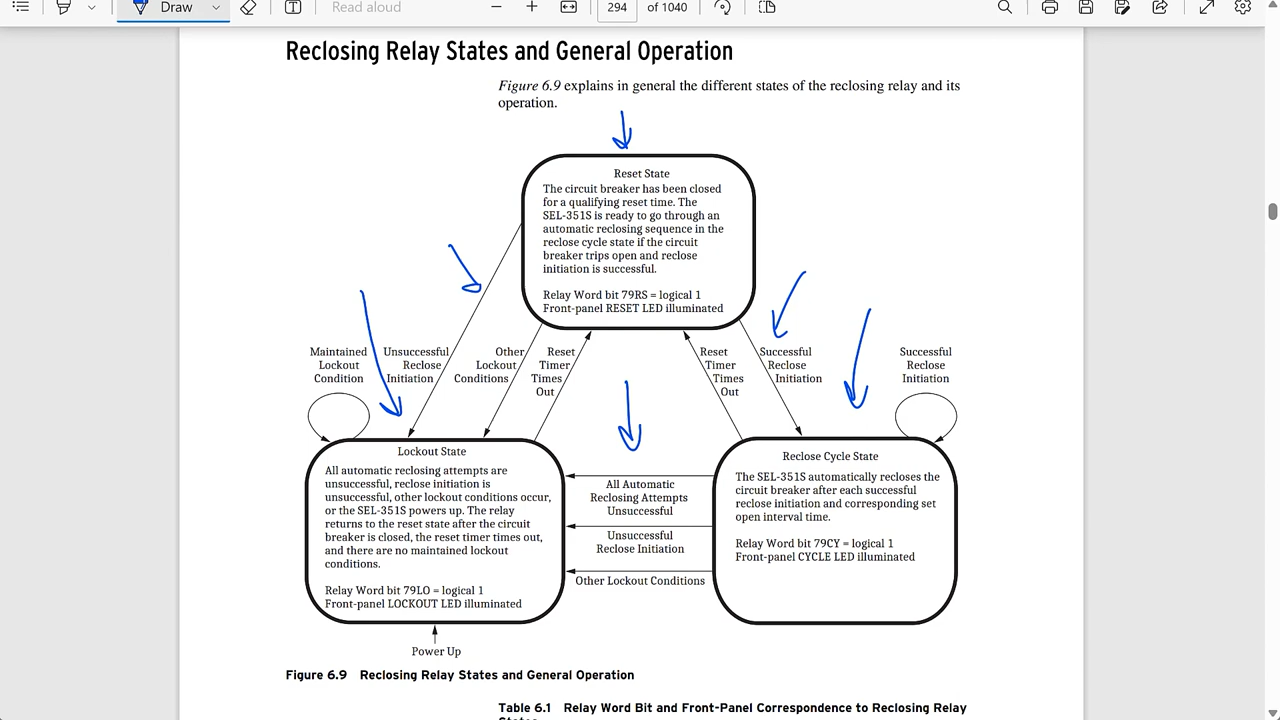 Draw
Read aloud
294
of 1040
Reclosing Relay States and General Operation
Figure 6.9 explains in general the different states of the reclosing relay and its
operation.
Reset State
The circuit breaker has been closed
for a qualifying reset time. The
SEL-351S is ready to go through an
automatic reclosing sequence in the
reclose cycle state if the circuit
breaker trips open and reclose
initiation is successful.
Relay Word bit 79RS = logical 1
Front-panel RESET LED illuminated
Maintained
Lockout
Condition
Unsuccessful
Reclose
Initiation
Other
Lockout
Conditions
Reset
Timer
Times
Out
Reset
Timer
Times
Out
Successful
Reclose
Initiation
Successful
Reclose
Initiation
Lockout State
All automatic reclosing attempts are
unsuccessful, reclose initiation is
unsuccessful, other lockout conditions occur,
or the SEL-351S powers up. The relay
returns to the reset state after the circuit
breaker is closed, the reset timer times out,
and there are no maintained lockout
conditions.
Relay Word bit 79LO = logical 1
Front-panel LOCKOUT LED illuminated
All Automatic
Reclosing Attempts
Unsuccessful
Unsuccessful
Reclose Initiation
Other Lockout Conditions
Reclose Cycle State
The SEL-351S automatically recloses the
circuit breaker after each successful
reclose initiation and corresponding set
open interval time.
Relay Word bit 79CY = logical 1
Front-panel CYCLE LED illuminated
Power Up
Figure 6.9 Reclosing Relay States and General Operation
Table 6.1 Relay Word Bit and Front-Panel Correspondence to Reclosing Relay
States